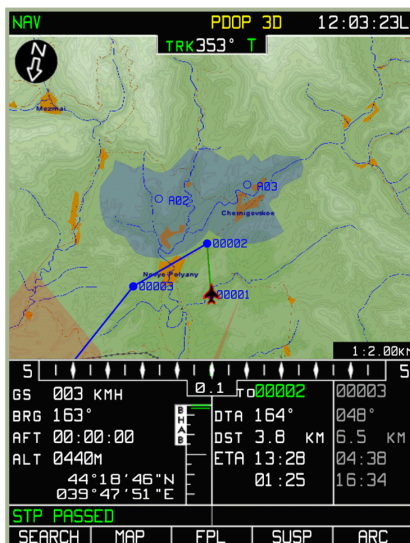 NAV PDOP 3D 12:03:23L
TRK353° T
N
Mezmai
A02
A03
Chernigovskoe
00002
Novye Polyany
00003
00001
1:2.00KM
5 5
0.1
GS 003 KMH
BRG 163°
AFT 00:00:00
ALT 0440M
44°18'46"N
039°47'51"E
B
H
A
B
TO00002 00003
DTA 164° 048°
DST 3.8 KM 6.5 KM
ETA 13:28 04:38
01:25 16:34
STP PASSED
SEARCH MAP FPL SUSP ARC